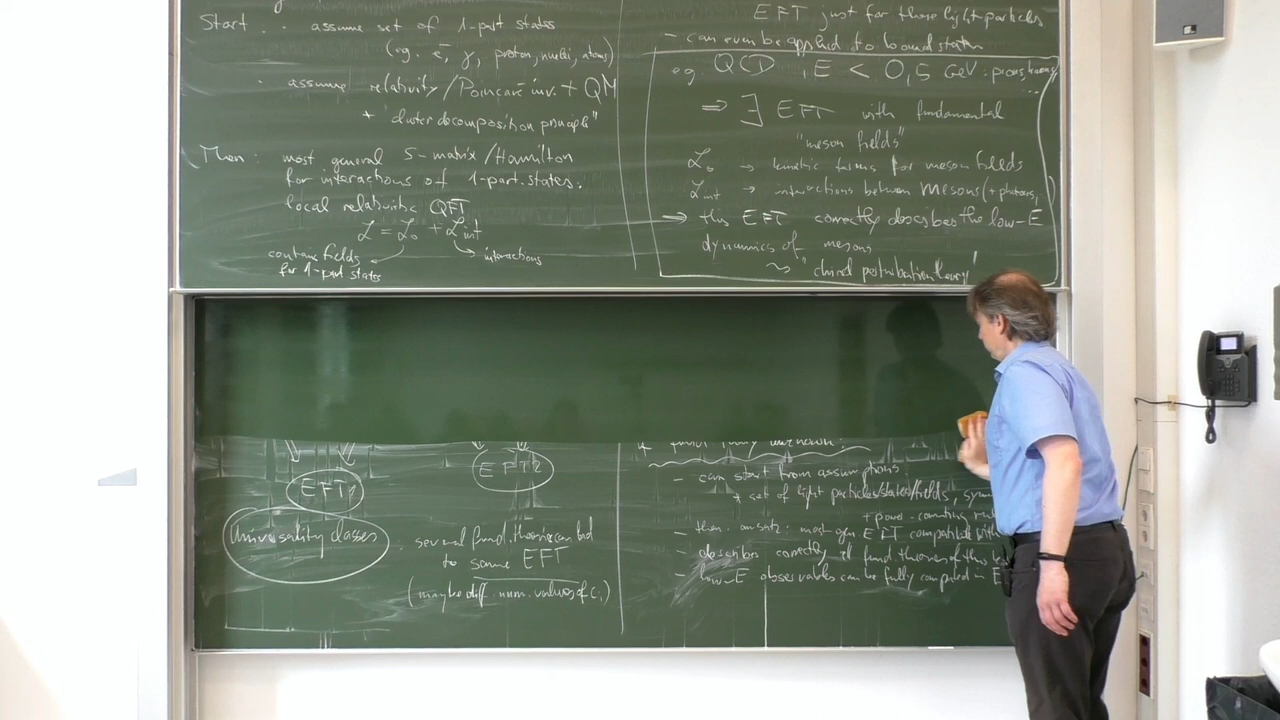 Start : assume set of 1-part states
(e.g. e⁻, γ, proton, nuclei, atoms)
· assume relativity/Poincaré inv. + QM
+ "cluster decomposition principle"
Then: most general S-matrix/Hamilton
for interactions of 1-part. states:
local relativistic QFT
ℒ = ℒ₀ + ℒint
contains fields
for 1-part states
interactions
EFT just for those light particles
- can even be applied to bound states
eg. QCD, E < 0,5 GeV:
...
⇒ ∃ EFT with fundamental
"meson fields"
ℒ₀ → kinetic terms for meson fields
ℒint → interactions between mesons (+ photons,
⇒ this EFT correctly describes the low-E
dynamics of mesons
"chiral perturbation theory"
EFT1
EFT2
Universality classes
· several fund. theories can lead
to same EFT
(maybe diff. num. values of cᵢ)
unknown:
- can start from assumptions
* set of light particles/states/fields,
+ power-counting
- then ansatz: most gen EFT compatible with
- describes correctly all fund theories of this
- low-E observables can be fully computed in